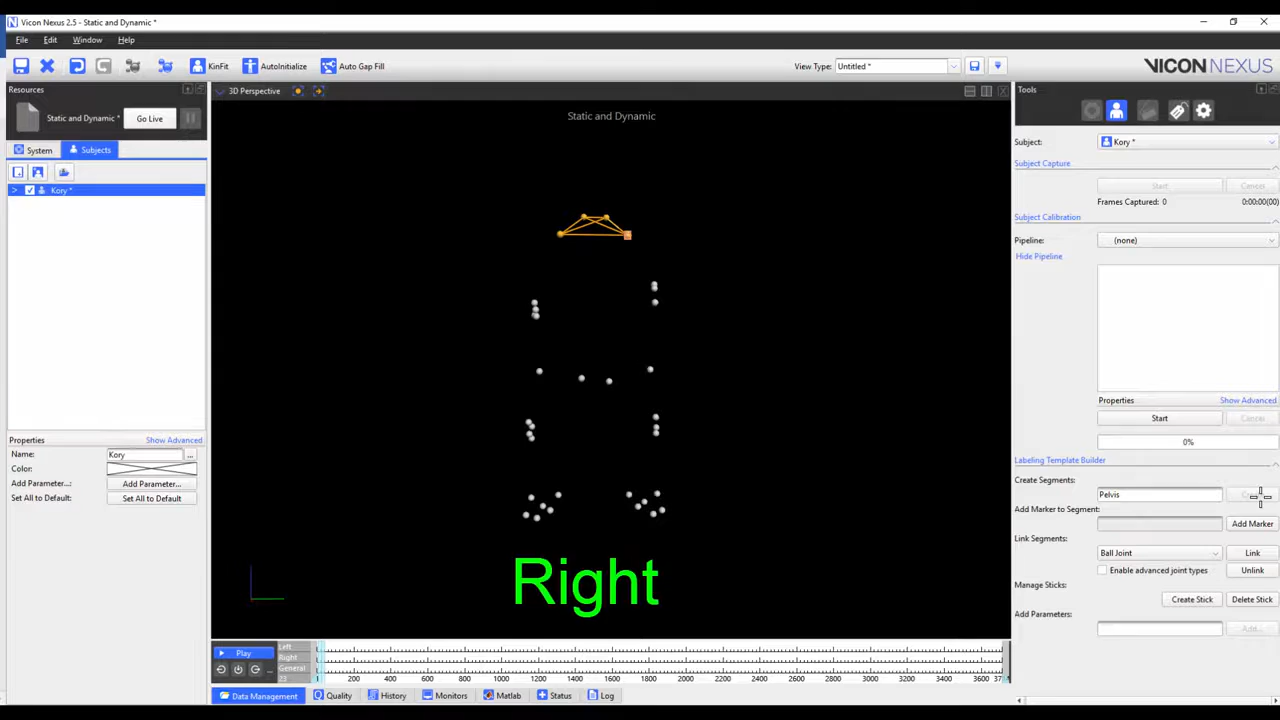 Vicon Nexus 2.5 - Static and Dynamic *
File Edit Window Help
KinFit AutoInitialize Auto Gap Fill View Type: Untitled * VICON NEXUS
Resources
Static and Dynamic * Go Live
System Subjects
Kory *
Properties Show Advanced
Name: Kory ...
Color:
Add Parameter...: Add Parameter...
Set All to Default: Set All to Default
3D Perspective
Static and Dynamic
Right
Play Left
Right
General
1 200 400 600 800 1000 1200 1400 1600 1800 2000 2200 2400 2600 2800 3000 3200 3400 3600
Data Management Quality History Monitors Matlab Status Log
Tools
Subject: Kory *
Subject Capture
Start Cancel
Frames Captured: 0 0:00:00(00)
Subject Calibration
Pipeline: (none)
Hide Pipeline
Properties Show Advanced
Start Cancel
0%
Labeling Template Builder
Create Segments:
Pelvis
Add Marker to Segment:
Add Marker
Link Segments:
Ball Joint Link
Enable advanced joint types Unlink
Manage Sticks:
Create Stick Delete Stick
Add Parameters:
Add...